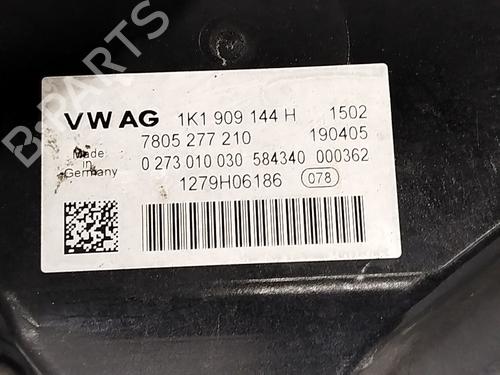 VW AG 1K1 909 144 H 1502
7805 277 210 190405
Made in Germany 0 273 010 030 584340 000362
1279H06186 078
B-PARTS